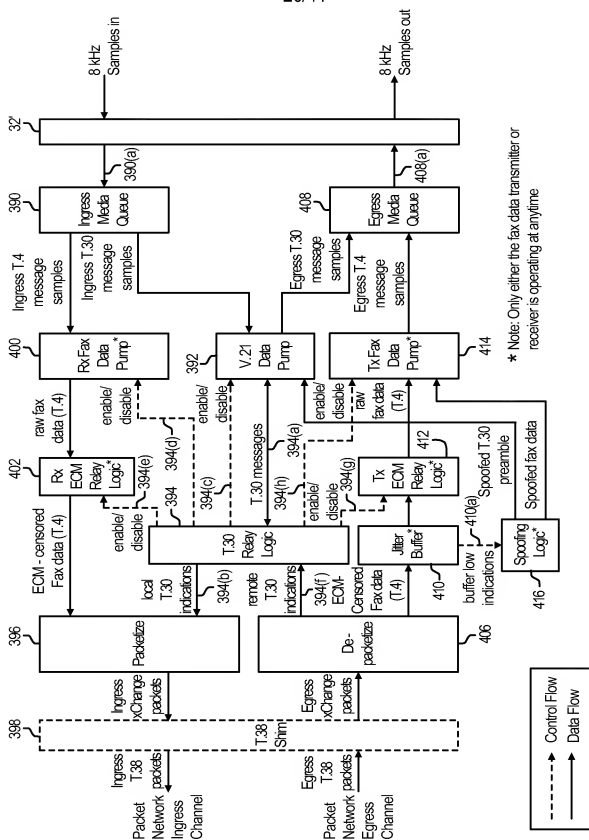 8 kHz
Samples in
8 kHz
Samples out
32'
390(a)
408(a)
390
Ingress
Media
Queue
408
Egress
Media
Queue
Ingress T.4
message
samples
Ingress T.30
message
samples
Egress T.30
message
samples
Egress T.4
message
samples
400
Rx Fax
Data
Pump*
392
V.21
Data
Pump
414
Tx Fax
Data
Pump*
* Note: Only either the fax data transmitter or
receiver is operating at anytime
raw fax
data (T.4)
enable/
disable
394(d)
enable/
disable
394(c)
T.30 messages
394(a)
enable/
disable
394(h)
raw
fax data
(T.4)
402
Rx
ECM
Relay
Logic*
394(e)
enable/
disable
394
T.30
Relay
Logic
enable/
disable
394(g)
412
Tx
ECM
Relay
Logic*
Spoofed T.30
preamble
Spoofed fax data
ECM - censored
Fax data (T.4)
local
T.30
indications
394(b)
remote
T.30
indications
394(f)
ECM-
Censored
Fax data
(T.4)
Jitter*
Buffer
410
410(a)
buffer low
indications
Spoofing
Logic*
416
396
Packetize
406
De -
packetize
Ingress
xChange
packets
Egress
xChange
packets
398
T.38
Shim
Ingress
T.38
packets
Egress
T.38
packets
Packet
Network
Ingress
Channel
Packet
Network
Egress
Channel
Control Flow
Data Flow